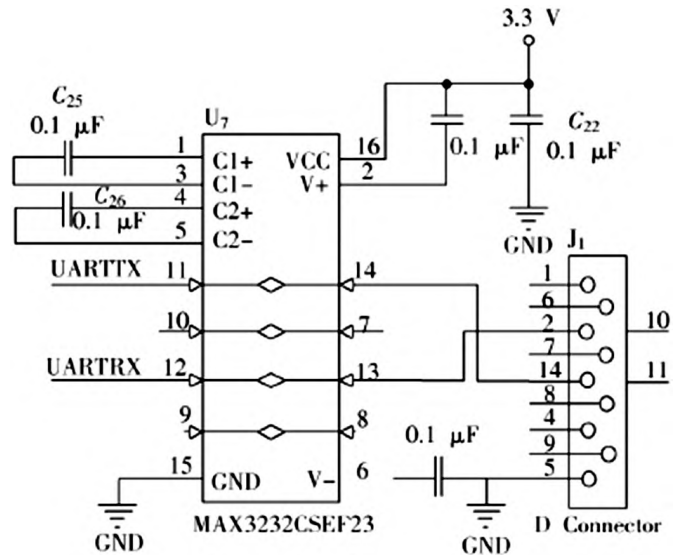 3.3 V
C25
0.1 μF
U7
1
C1+
VCC
16
3
C1-
V+
2
0.1 μF
C22
0.1 μF
C26
4
C2+
0.1 μF
5
C2-
GND
J1
UARTTX
11
14
1
6
10
7
2
10
7
UARTRX
12
13
14
11
8
9
8
4
0.1 μF
9
15
GND
V-
6
5
GND
MAX3232CSEF23
GND
D Connector